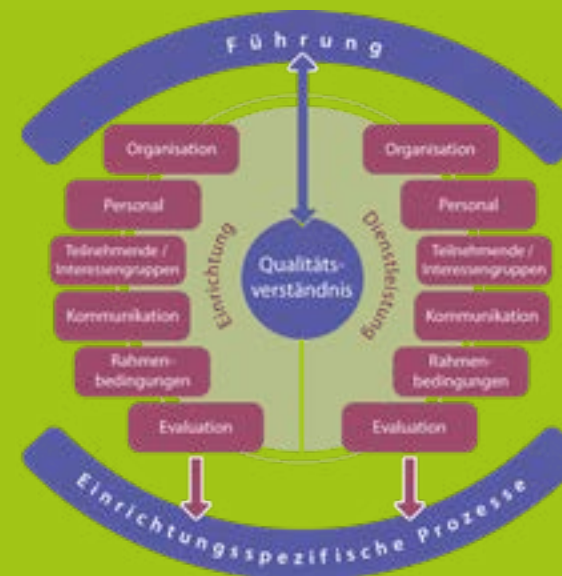 Führung
Organisation
Personal
Teilnehmende /
Interessengruppen
Kommunikation
Rahmen-
bedingungen
Evaluation
Einrichtung
Qualitäts-
verständnis
Dienstleistung
Organisation
Personal
Teilnehmende /
Interessengruppen
Kommunikation
Rahmen-
bedingungen
Evaluation
Einrichtungsspezifische Prozesse